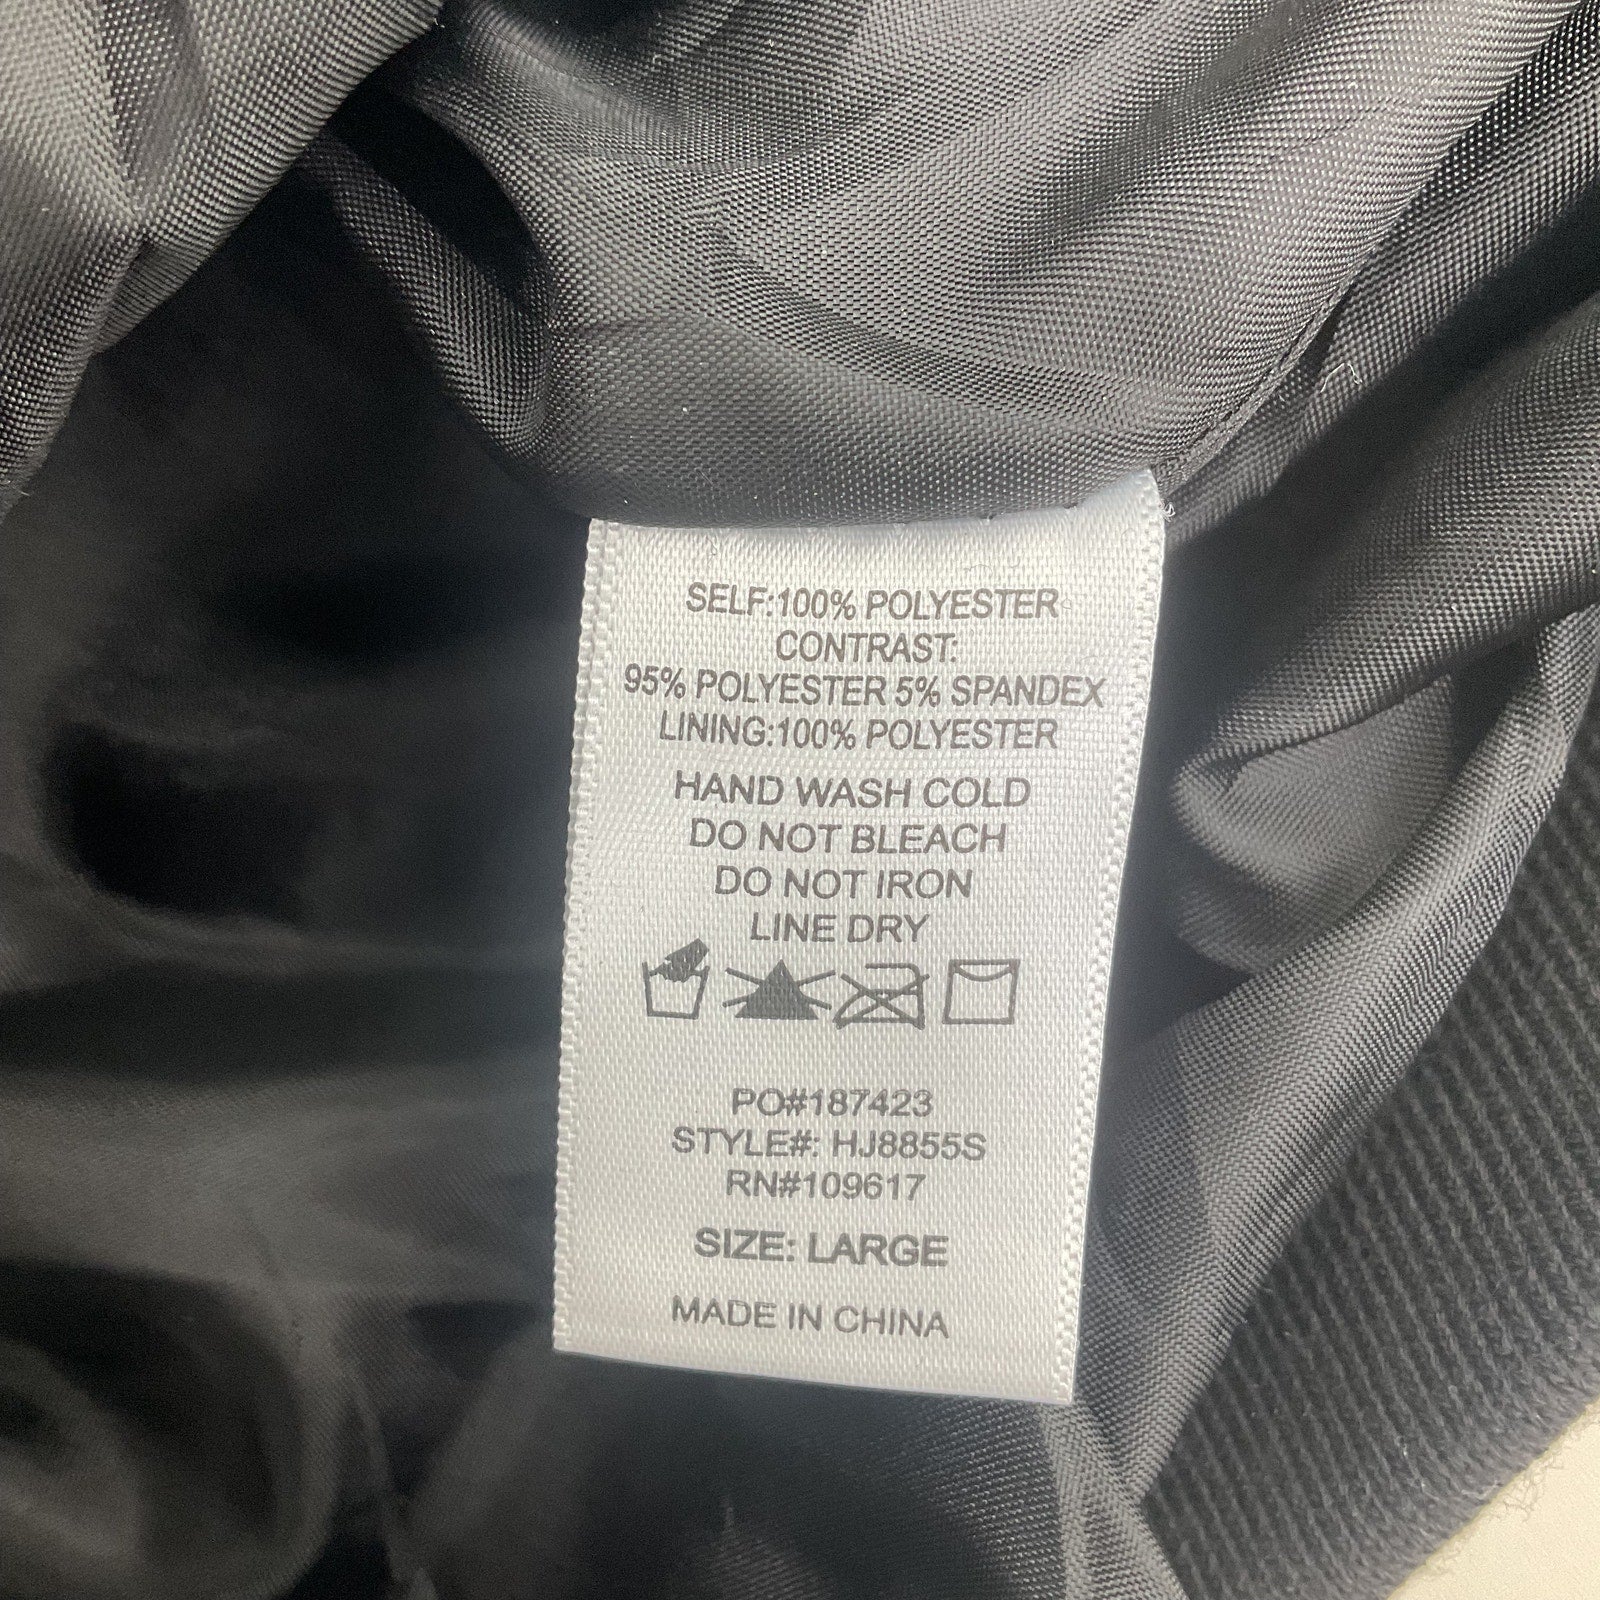 SELF:100% POLYESTER
CONTRAST:
95% POLYESTER 5% SPANDEX
LINING:100% POLYESTER
HAND WASH COLD
DO NOT BLEACH
DO NOT IRON
LINE DRY
PO#187423
STYLE#: HJ8855S
RN#109617
SIZE: LARGE
MADE IN CHINA